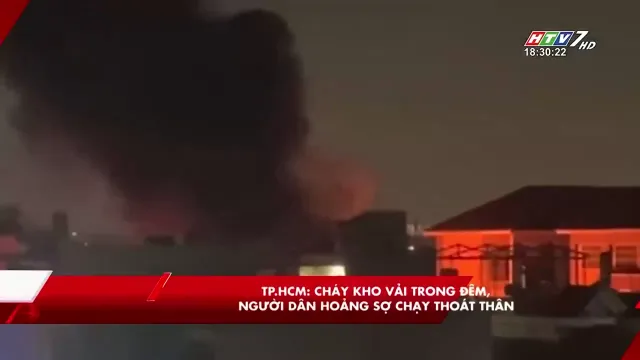 HTV7 HD
18:30:22
TP.HCM: CHÁY KHO VẢI TRONG ĐÊM,
NGƯỜI DÂN HOẢNG SỢ CHẠY THOÁT THÂN